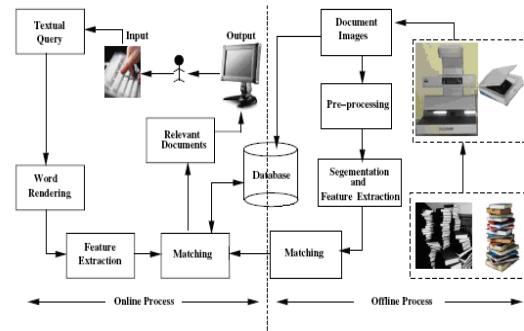 Textual
Query
Input
Output
Document
Images
Pre-processing
Relevant
Documents
Database
Segementation
and
Feature Extraction
Word
Rendering
Feature
Extraction
Matching
Matching
Online Process
Offline Process